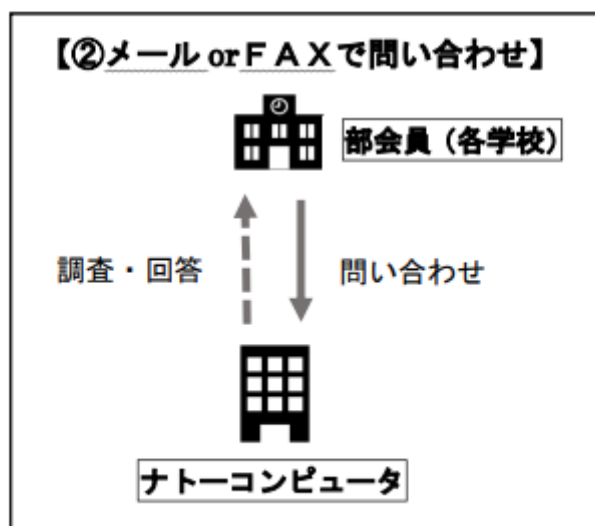 【②メール or ＦＡＸで問い合わせ】
部会員（各学校）
調査・回答
問い合わせ
ナトーコンピュータ